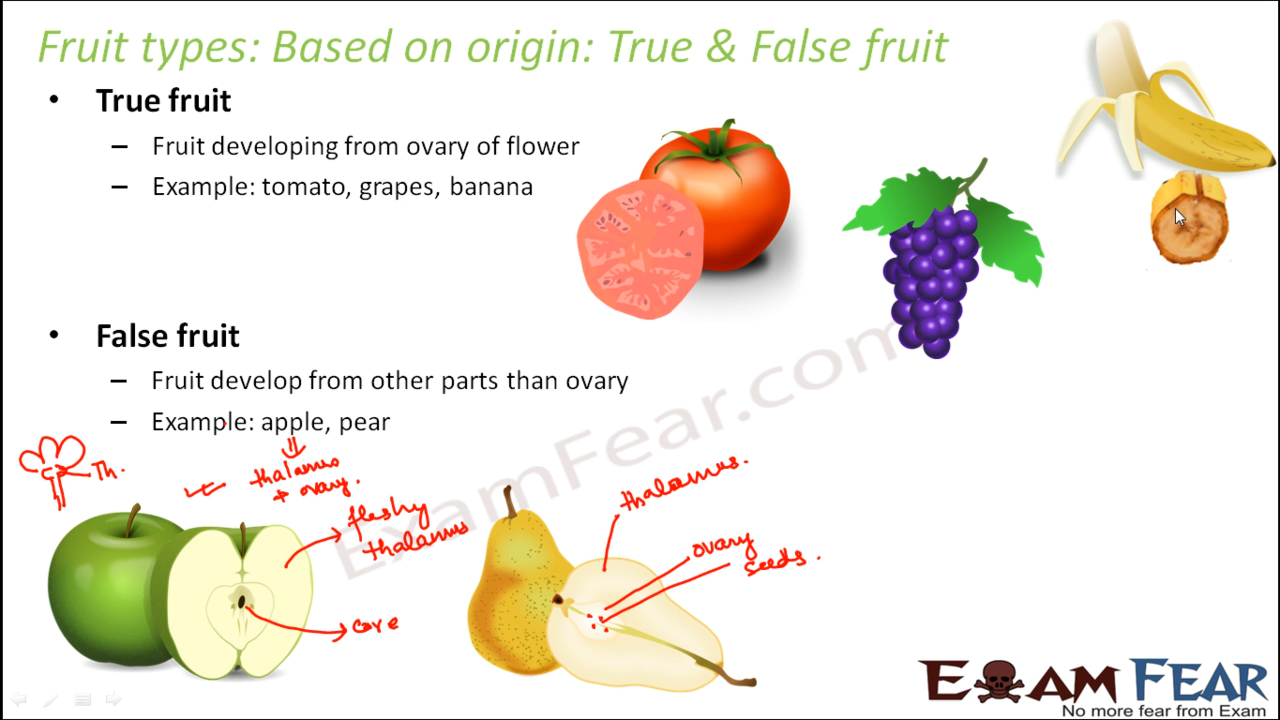 Fruit types: Based on origin: True & False fruit
• True fruit
– Fruit developing from ovary of flower
– Example: tomato, grapes, banana
• False fruit
– Fruit develop from other parts than ovary
– Example: apple, pear
Th.
thalamus
+ ovary.
fleshy
thalamus
core
thalamus.
ovary
seeds.
ExamFear.com
EXAM FEAR
No more fear from Exam